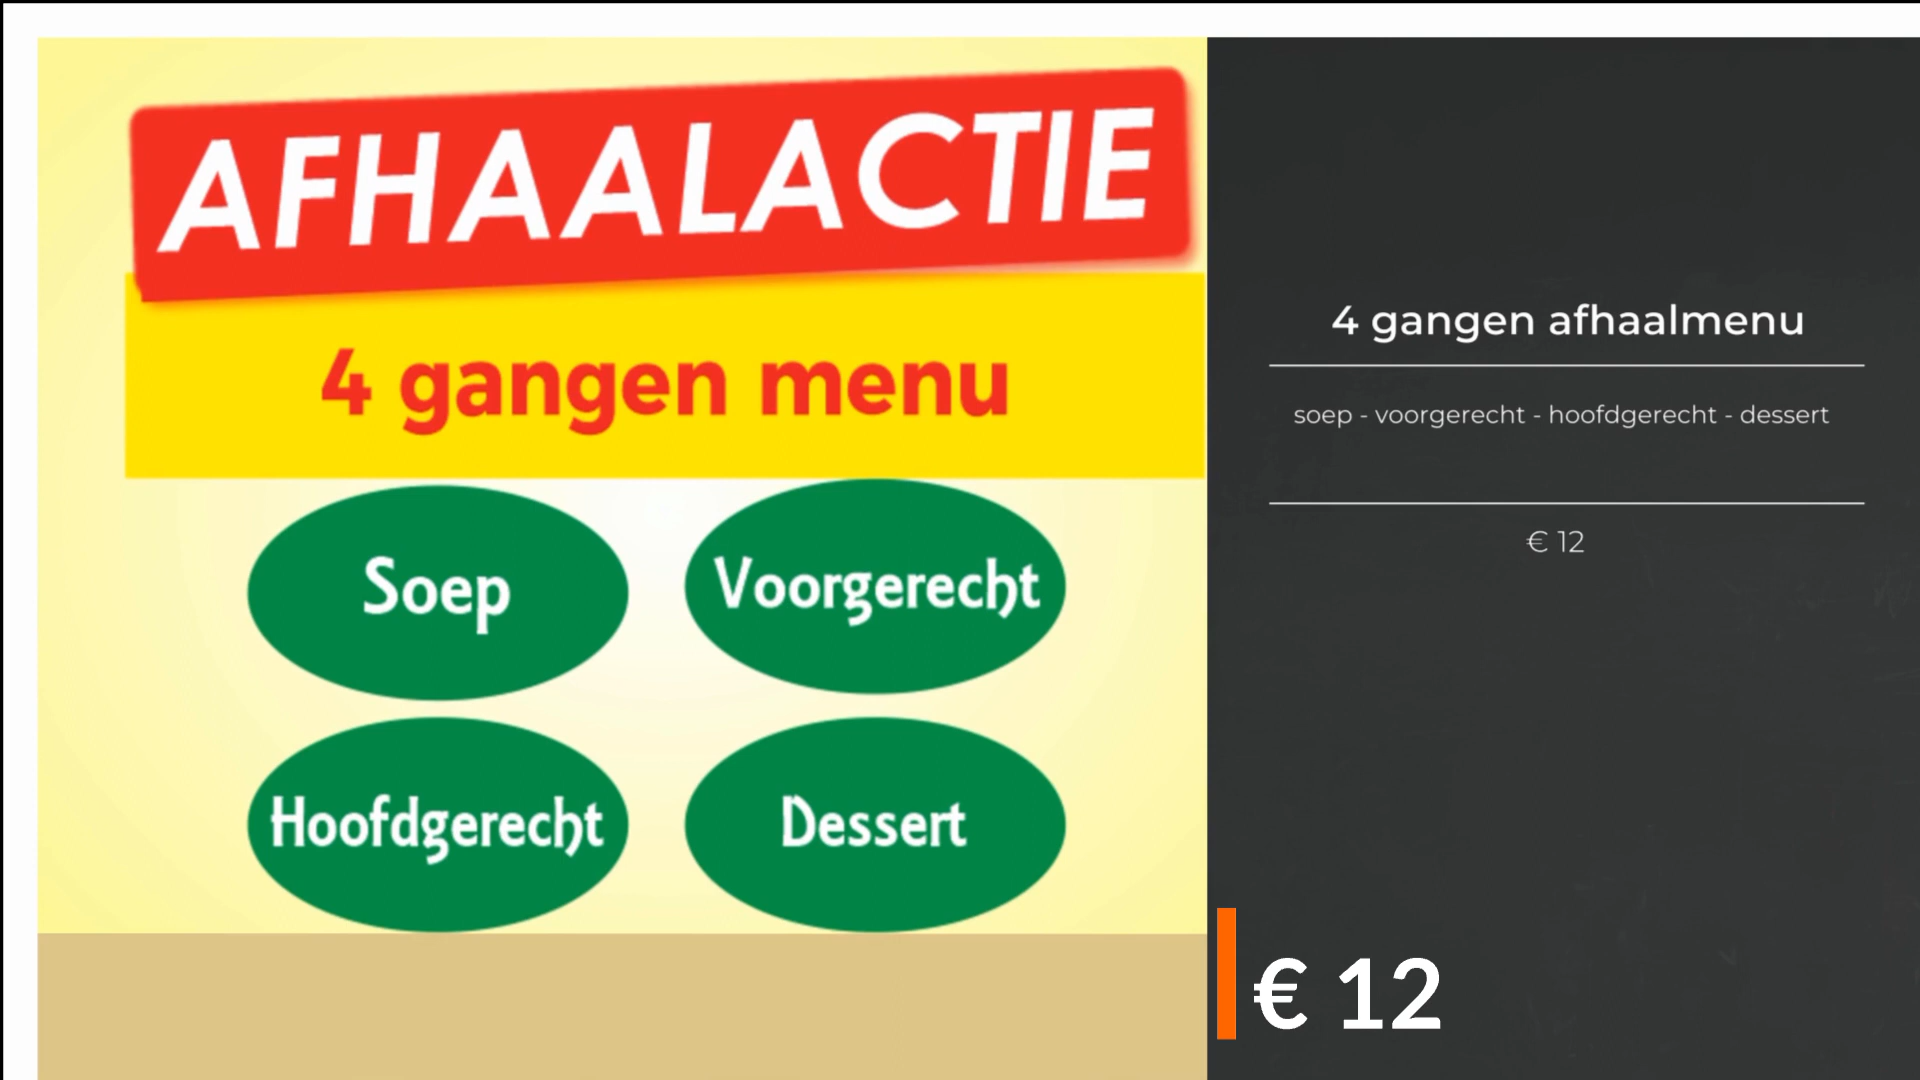 AFHAALACTIE
4 gangen menu
Soep
Voorgerecht
Hoofdgerecht
Dessert
4 gangen afhaalmenu
soep - voorgerecht - hoofdgerecht - dessert
€ 12
€ 12